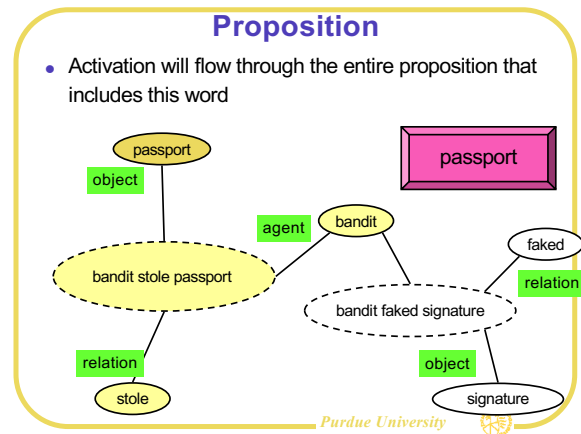 Proposition
• Activation will flow through the entire proposition that
includes this word
passport
passport
object
agent
bandit
faked
bandit stole passport
relation
bandit faked signature
relation
object
stole
signature
Purdue University